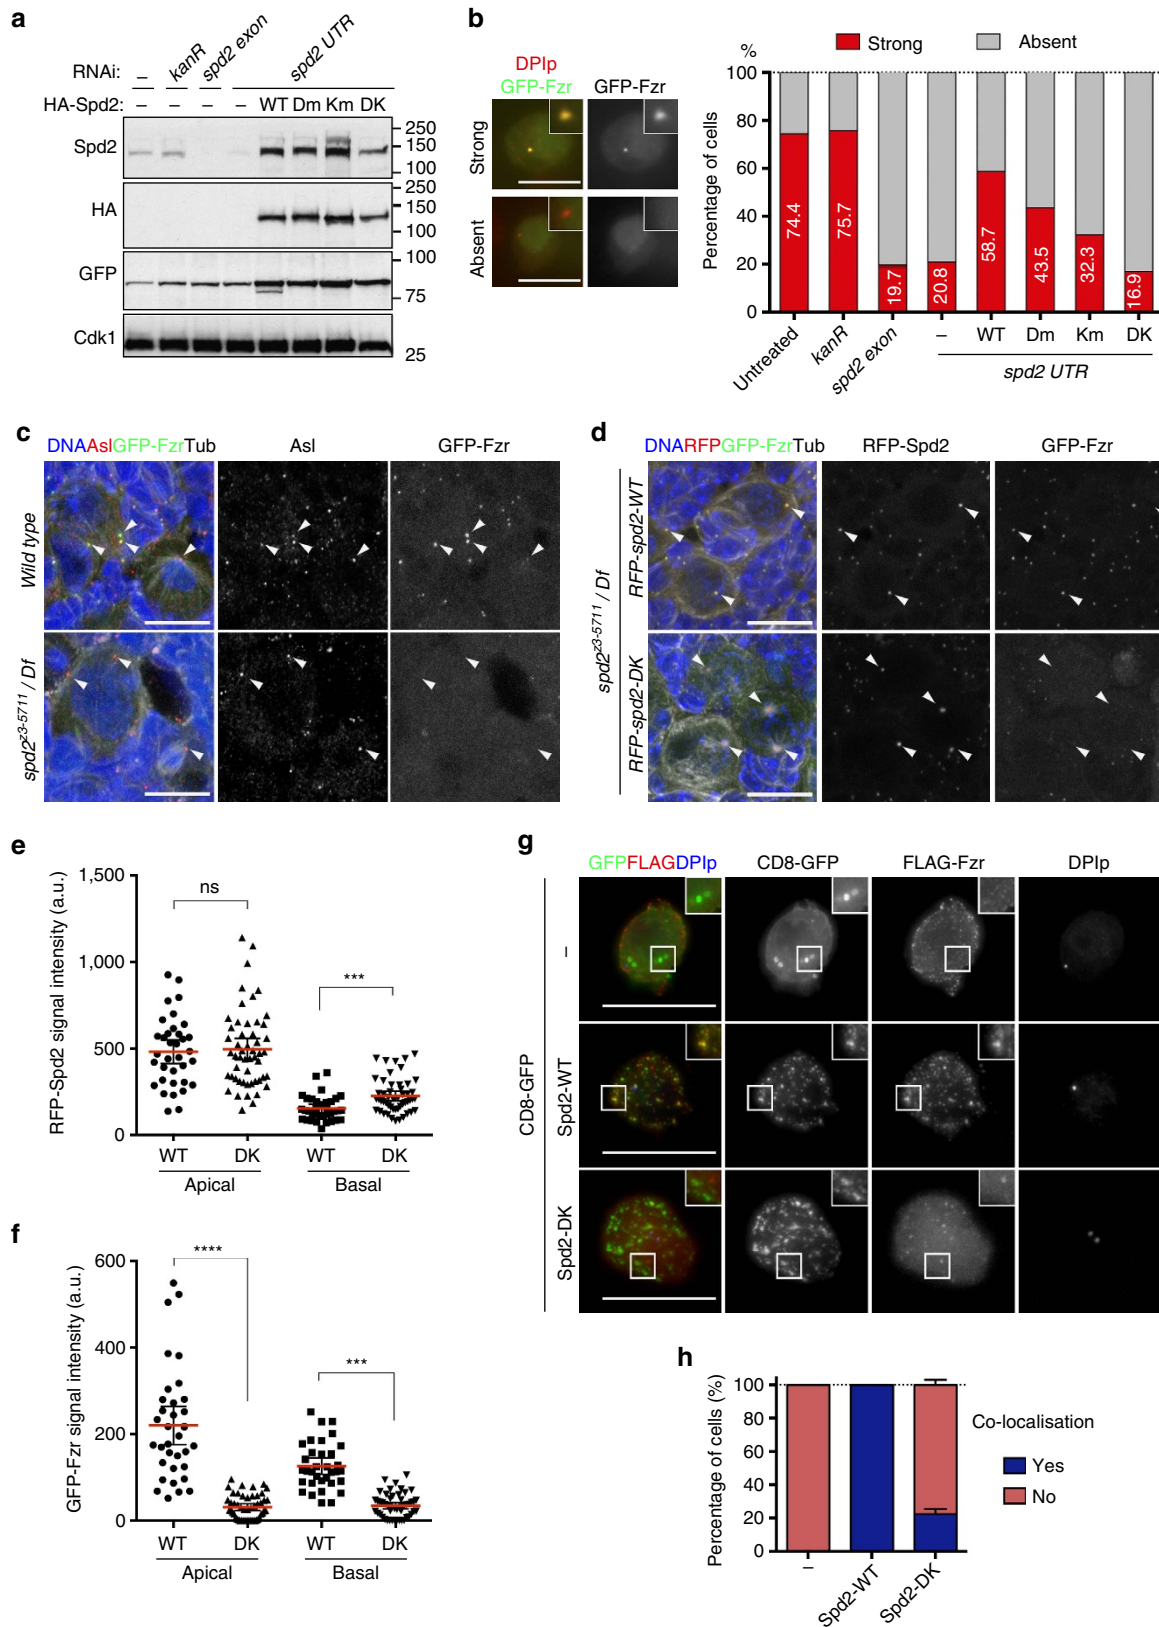 a
RNAi: – kanR spd2 exon spd2 UTR
HA-Spd2: – – – – WT Dm Km DK
Spd2
250
150
100
HA
250
150
100
GFP
100
75
Cdk1
25
b
DPlp
GFP-Fzr GFP-Fzr
Strong
Absent
Strong Absent
%
Percentage of cells
100
80
60
40
20
0
74.4 75.7 19.7 20.8 58.7 43.5 32.3 16.9
Untreated kanR spd2 exon – WT Dm Km DK
spd2 UTR
c
DNAAslGFP-FzrTub Asl GFP-Fzr
Wild type
spd2z3-5711 / Df
d
DNARFPGFP-FzrTub RFP-Spd2 GFP-Fzr
spd2z3-5711 / Df
RFP-spd2-WT
RFP-spd2-DK
e
RFP-Spd2 signal intensity (a.u.)
1,500
1,000
500
0
ns
***
WT DK WT DK
Apical Basal
f
GFP-Fzr signal intensity (a.u.)
600
400
200
0
****
***
WT DK WT DK
Apical Basal
g
GFPFLAGDPlp CD8-GFP FLAG-Fzr DPlp
CD8-GFP
–
Spd2-WT
Spd2-DK
h
Percentage of cells (%)
100
80
60
40
20
0
– Spd2-WT Spd2-DK
Co-localisation
Yes
No